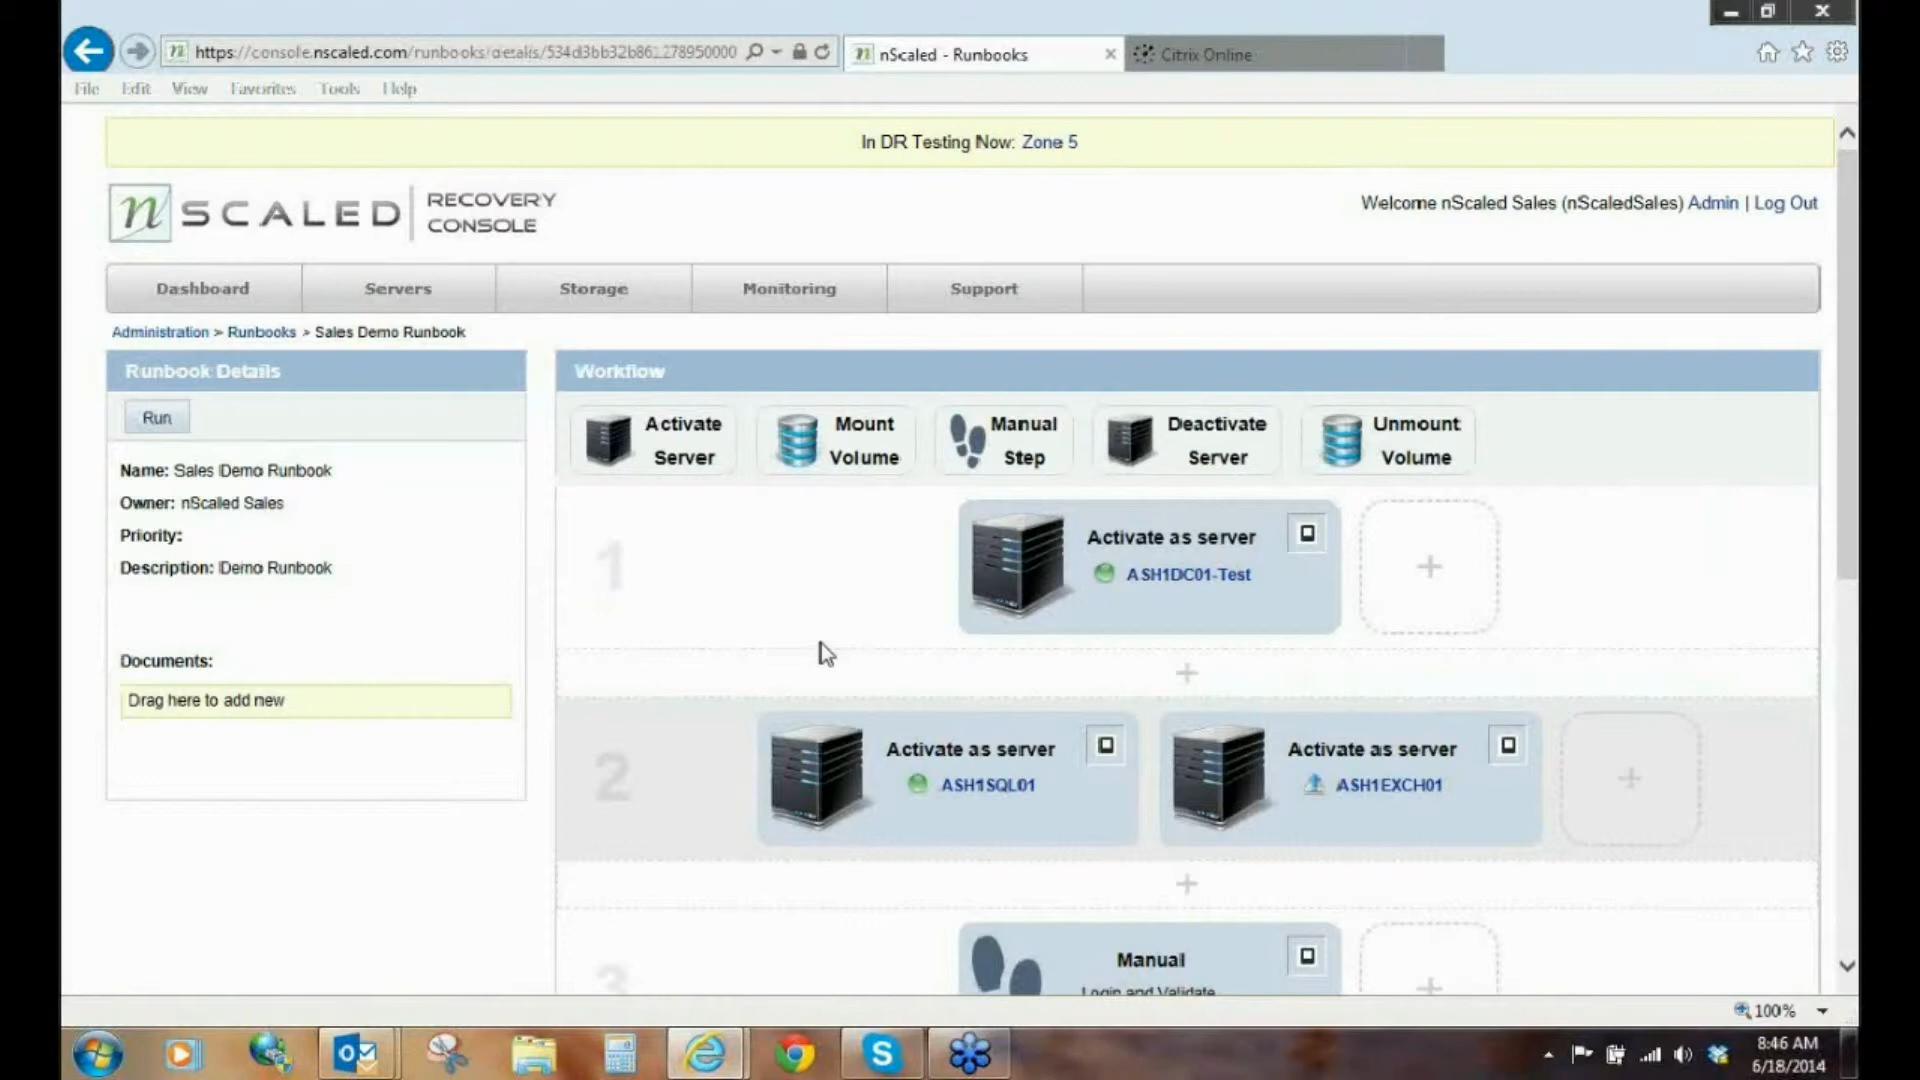 https://console.nscaled.com/runbooks/details/534d3bb32b861278950000
nScaled - Runbooks
Citrix Online
File Edit View Favorites Tools Help
In DR Testing Now: Zone 5
n SCALED
RECOVERY
CONSOLE
Welcome nScaled Sales (nScaledSales) Admin | Log Out
Dashboard Servers Storage Monitoring Support
Administration > Runbooks > Sales Demo Runbook
Runbook Details
Run
Name: Sales Demo Runbook
Owner: nScaled Sales
Priority:
Description: Demo Runbook
Documents:
Drag here to add new
Workflow
Activate
Server
Mount
Volume
Manual
Step
Deactivate
Server
Unmount
Volume
1
Activate as server
ASH1DC01-Test
+
+
2
Activate as server
ASH1SQL01
Activate as server
ASH1EXCH01
+
+
3
Manual
Login and Validate
+
100%
8:46 AM
6/18/2014